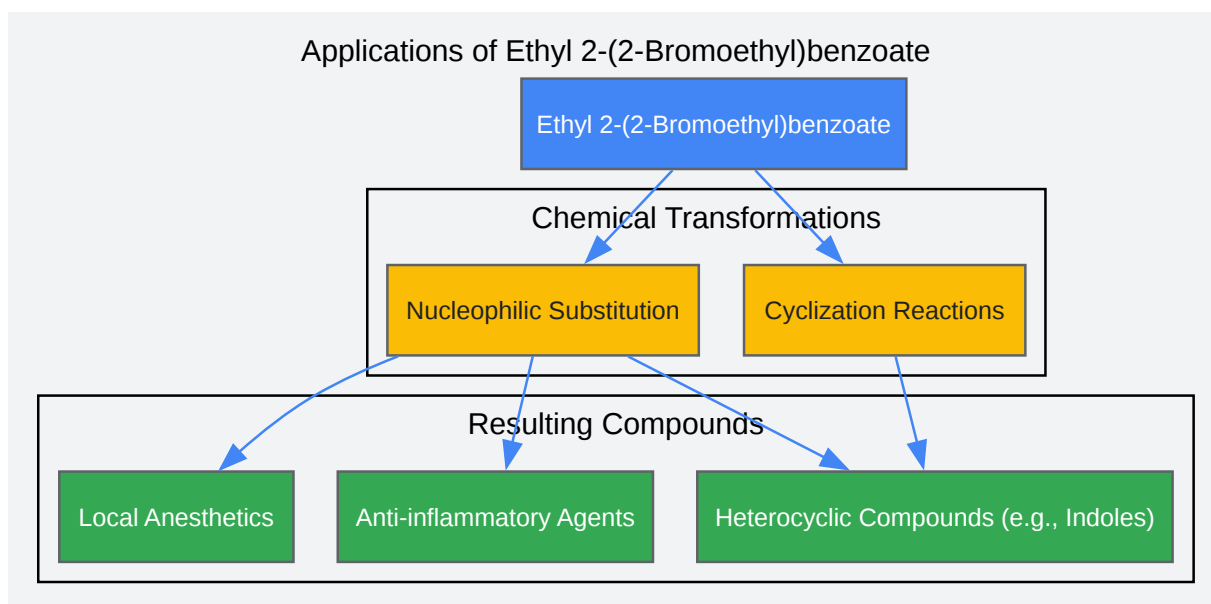 Applications of Ethyl 2-(2-Bromoethyl)benzoate
Ethyl 2-(2-Bromoethyl)benzoate
Chemical Transformations
Nucleophilic Substitution
Cyclization Reactions
Resulting Compounds
Local Anesthetics
Anti-inflammatory Agents
Heterocyclic Compounds (e.g., Indoles)